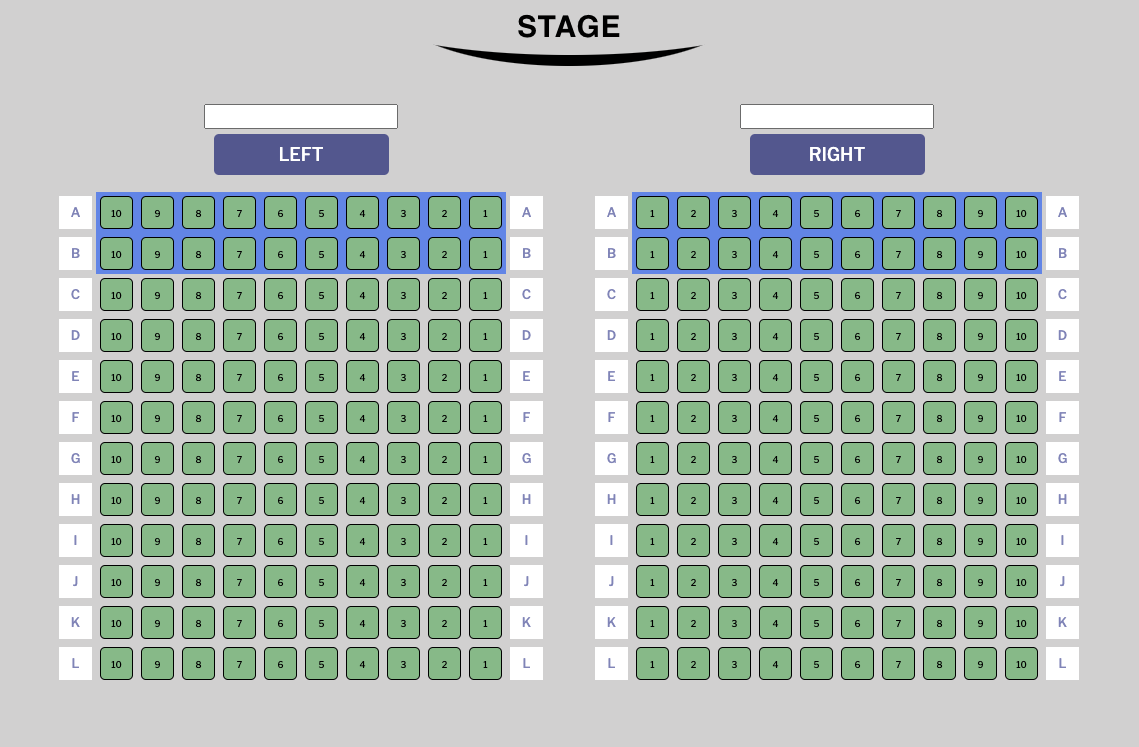 STAGE
LEFT RIGHT
A 10 9 8 7 6 5 4 3 2 1 A A 1 2 3 4 5 6 7 8 9 10 A
B 10 9 8 7 6 5 4 3 2 1 B B 1 2 3 4 5 6 7 8 9 10 B
C 10 9 8 7 6 5 4 3 2 1 C C 1 2 3 4 5 6 7 8 9 10 C
D 10 9 8 7 6 5 4 3 2 1 D D 1 2 3 4 5 6 7 8 9 10 D
E 10 9 8 7 6 5 4 3 2 1 E E 1 2 3 4 5 6 7 8 9 10 E
F 10 9 8 7 6 5 4 3 2 1 F F 1 2 3 4 5 6 7 8 9 10 F
G 10 9 8 7 6 5 4 3 2 1 G G 1 2 3 4 5 6 7 8 9 10 G
H 10 9 8 7 6 5 4 3 2 1 H H 1 2 3 4 5 6 7 8 9 10 H
I 10 9 8 7 6 5 4 3 2 1 I I 1 2 3 4 5 6 7 8 9 10 I
J 10 9 8 7 6 5 4 3 2 1 J J 1 2 3 4 5 6 7 8 9 10 J
K 10 9 8 7 6 5 4 3 2 1 K K 1 2 3 4 5 6 7 8 9 10 K
L 10 9 8 7 6 5 4 3 2 1 L L 1 2 3 4 5 6 7 8 9 10 L